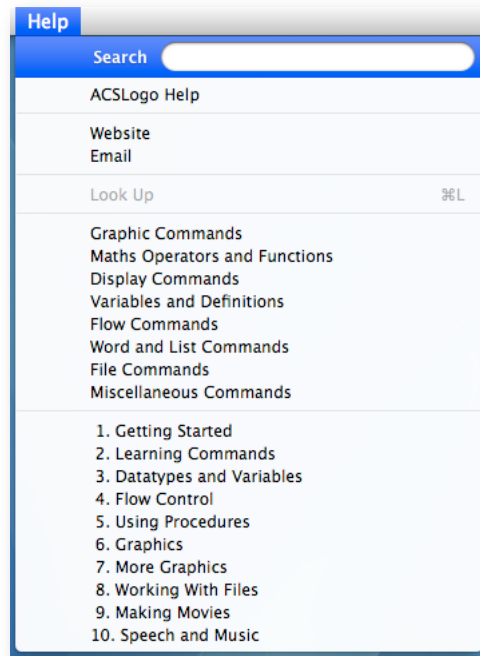 Help
Search
ACSLogo Help
Website
Email
Look Up ⌘L
Graphic Commands
Maths Operators and Functions
Display Commands
Variables and Definitions
Flow Commands
Word and List Commands
File Commands
Miscellaneous Commands
1. Getting Started
2. Learning Commands
3. Datatypes and Variables
4. Flow Control
5. Using Procedures
6. Graphics
7. More Graphics
8. Working With Files
9. Making Movies
10. Speech and Music